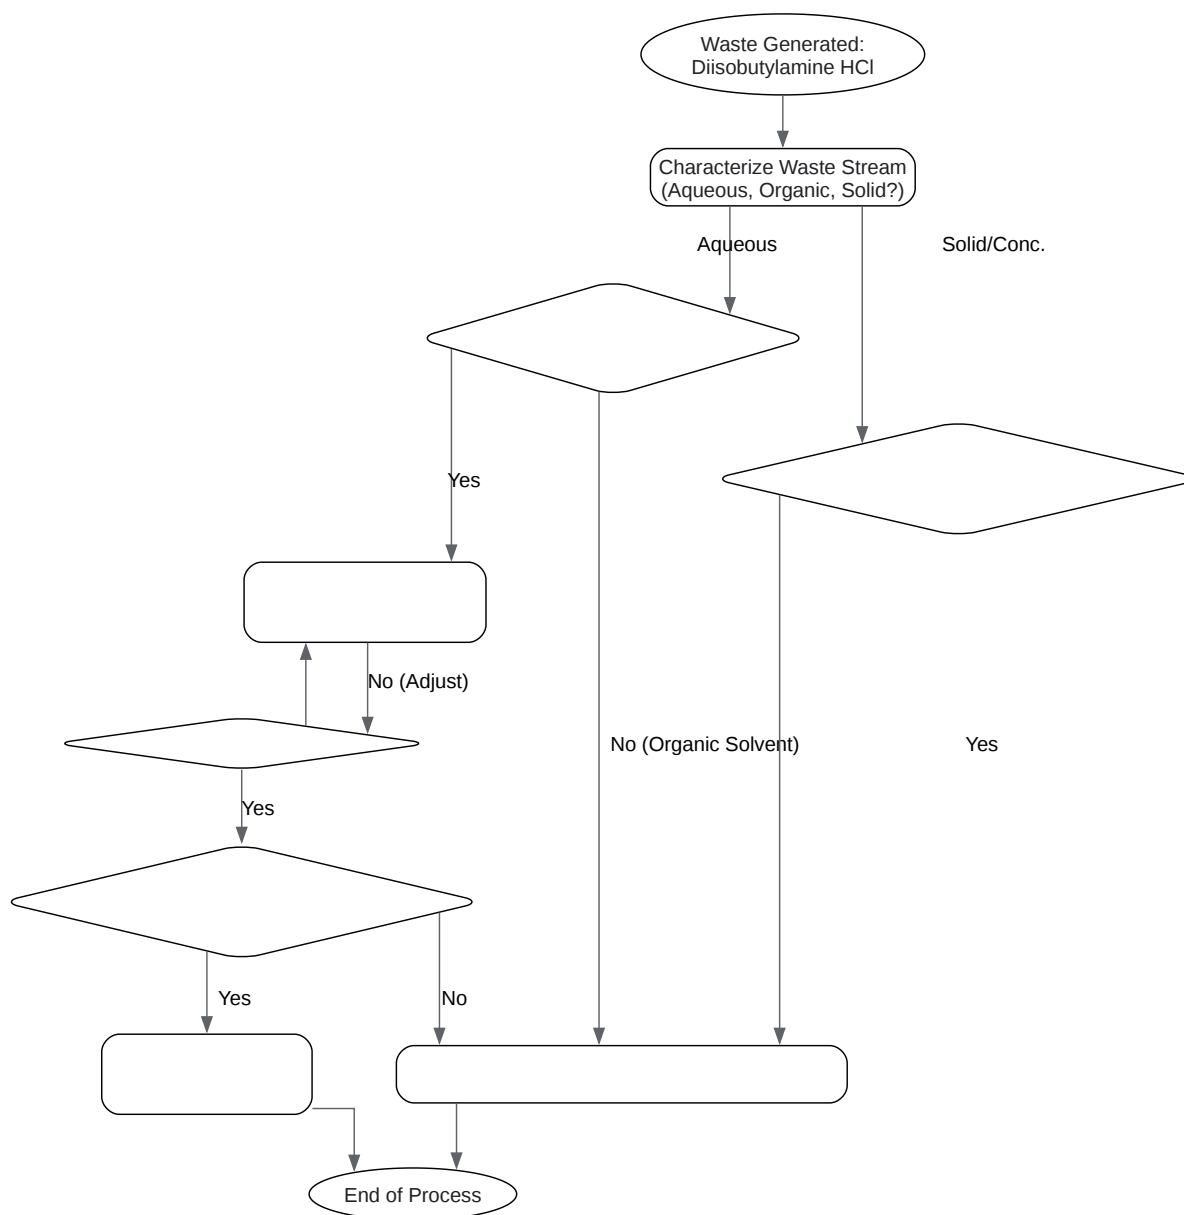 Waste Generated:
Diisobutylamine HCl
Characterize Waste Stream
(Aqueous, Organic, Solid?)
Aqueous
Solid/Conc.
Yes
No (Adjust)
No (Organic Solvent)
Yes
Yes
Yes
No
End of Process